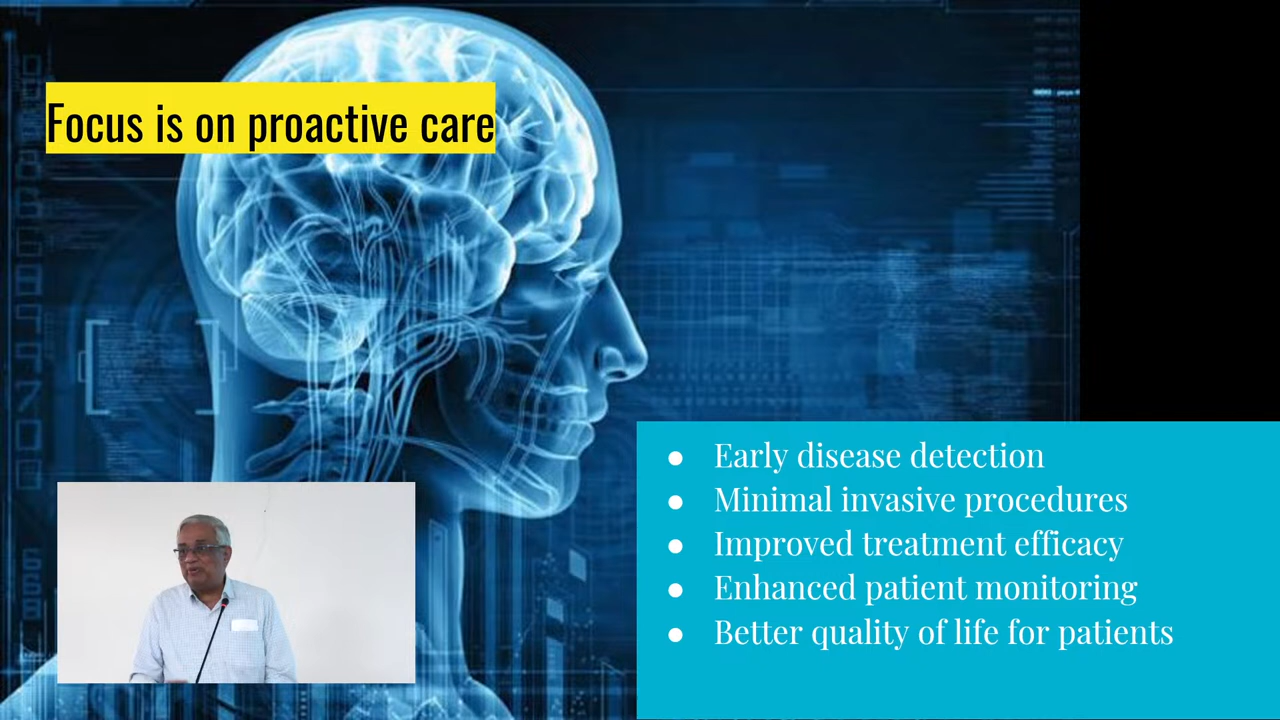 Focus is on proactive care
● Early disease detection
● Minimal invasive procedures
● Improved treatment efficacy
● Enhanced patient monitoring
● Better quality of life for patients